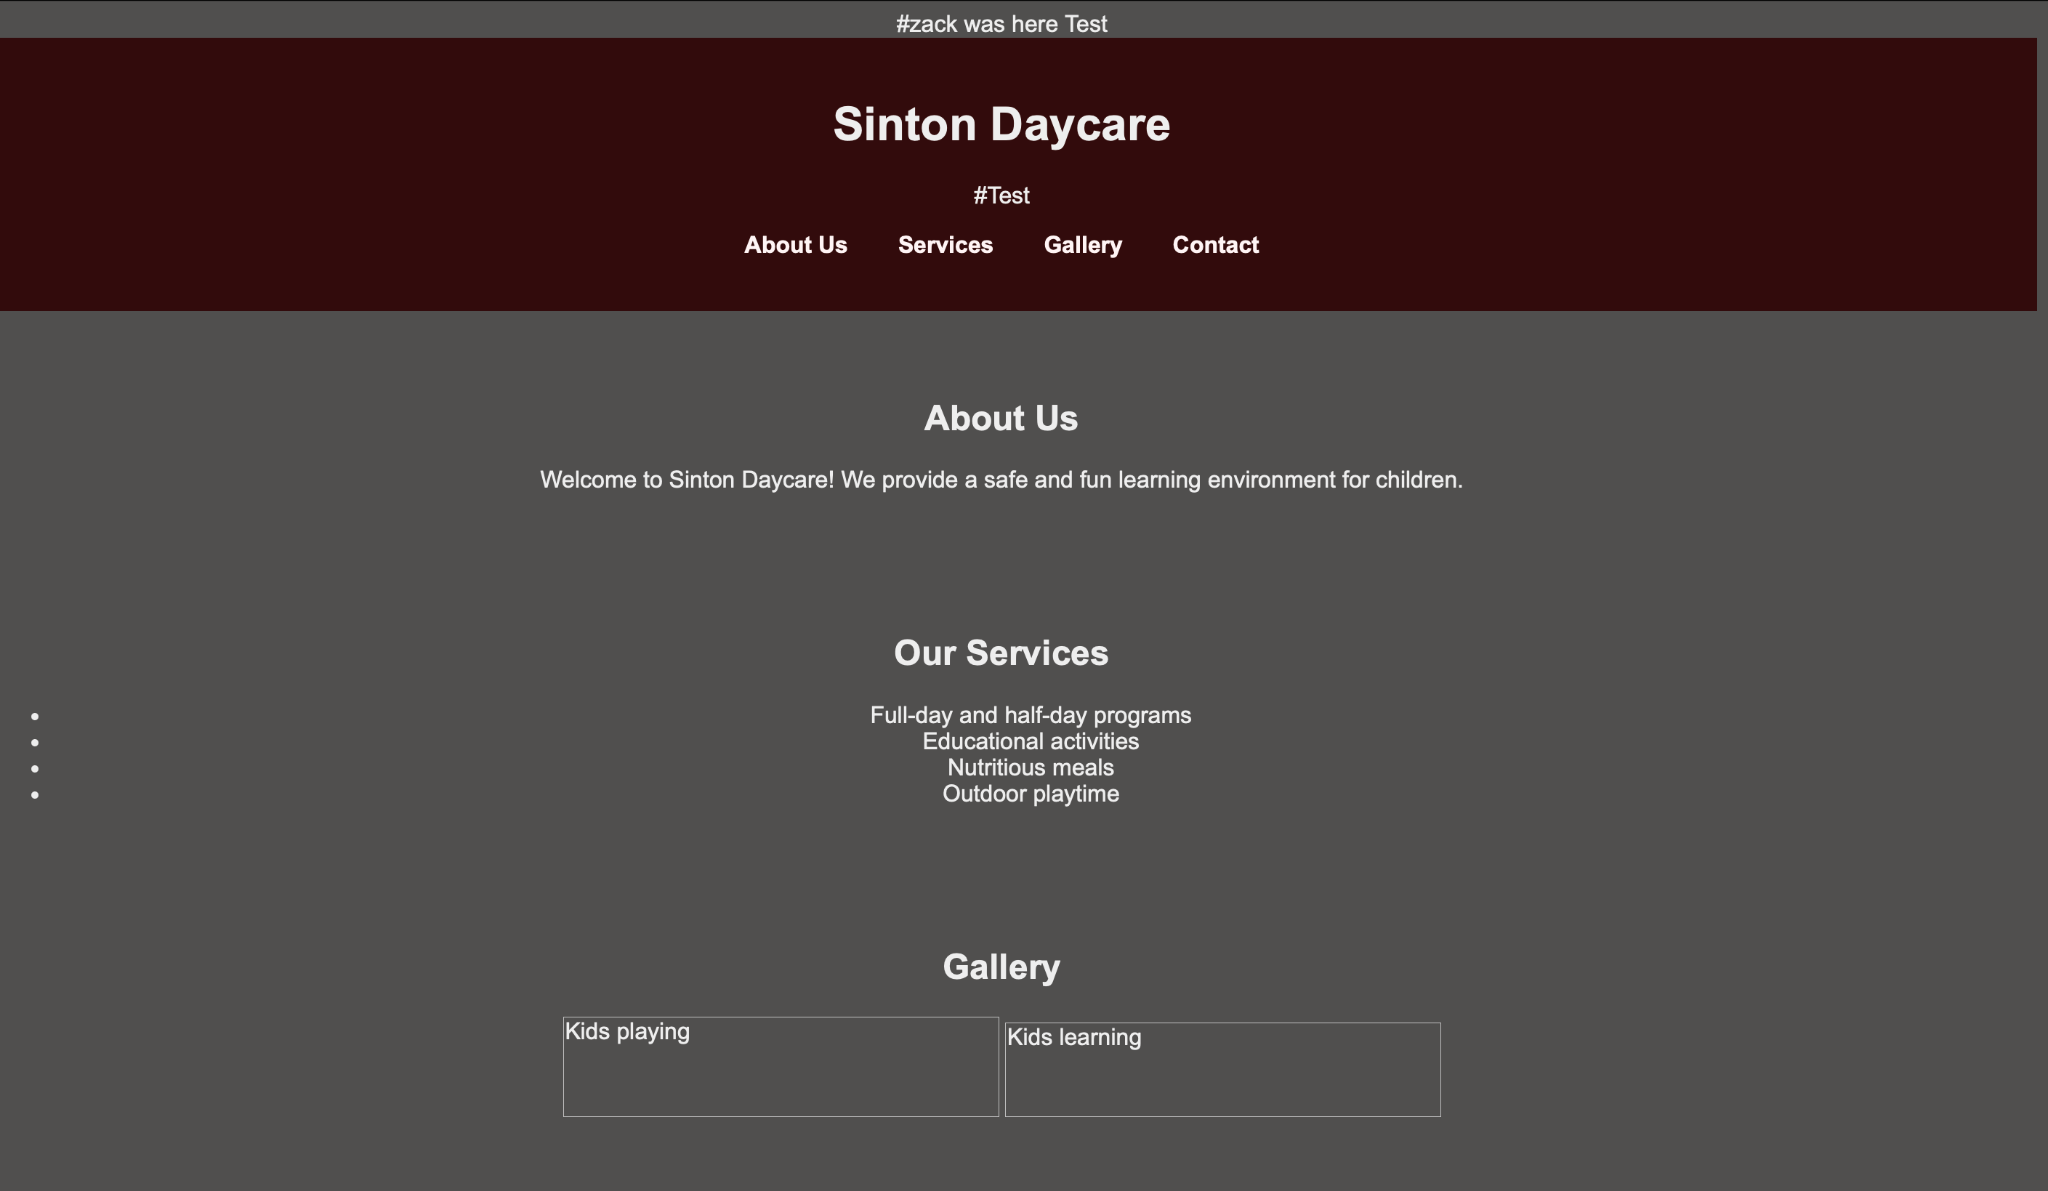 #zack was here Test
Sinton Daycare
#Test
About Us Services Gallery Contact
About Us
Welcome to Sinton Daycare! We provide a safe and fun learning environment for children.
Our Services
• Full-day and half-day programs
• Educational activities
• Nutritious meals
• Outdoor playtime
Gallery
Kids playing
Kids learning